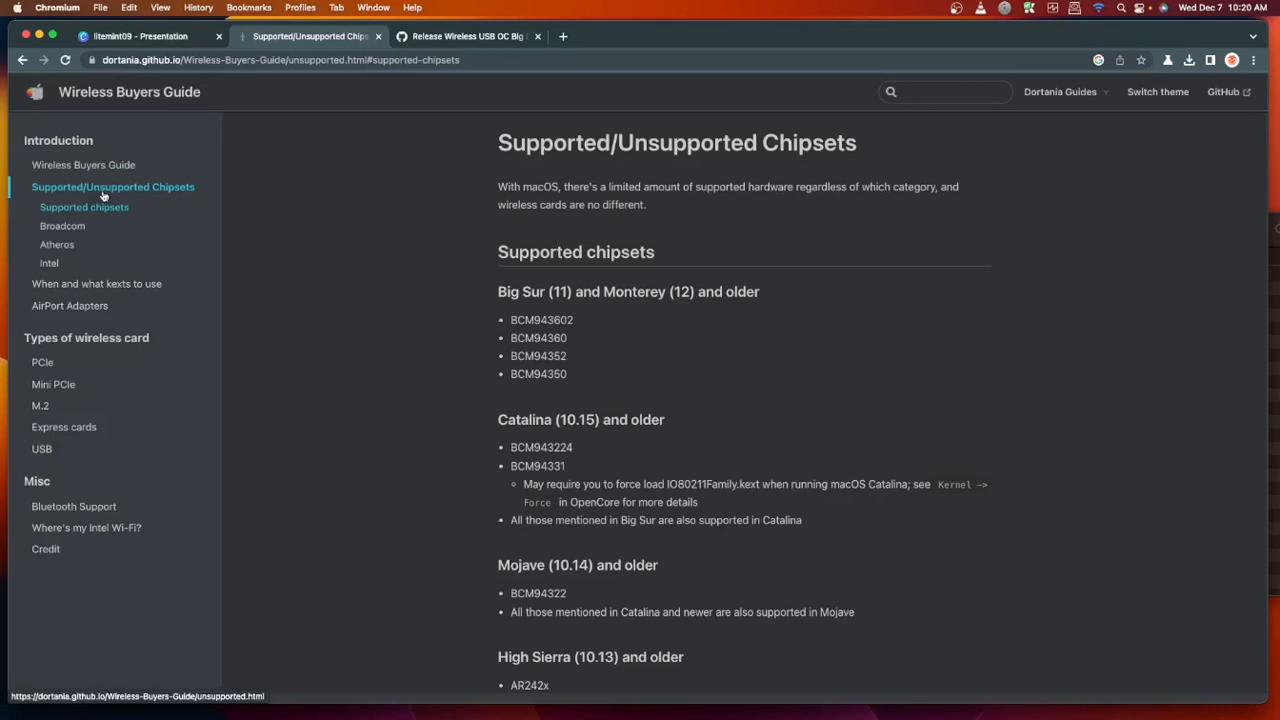 Chromium File Edit View History Bookmarks Profiles Tab Window Help Wed Dec 7 10:20 AM
litemint09 - Presentation Supported/Unsupported Chips Release Wireless USB OC Big
dortania.github.io/Wireless-Buyers-Guide/unsupported.html#supported-chipsets
Wireless Buyers Guide Dortania Guides Switch theme GitHub
Introduction
Wireless Buyers Guide
Supported/Unsupported Chipsets
Supported chipsets
Broadcom
Atheros
Intel
When and what kexts to use
AirPort Adapters
Types of wireless card
PCIe
Mini PCIe
M.2
Express cards
USB
Misc
Bluetooth Support
Where's my Intel Wi-Fi?
Credit
Supported/Unsupported Chipsets
With macOS, there's a limited amount of supported hardware regardless of which category, and
wireless cards are no different.
Supported chipsets
Big Sur (11) and Monterey (12) and older
BCM943602
BCM94360
BCM94352
BCM94350
Catalina (10.15) and older
BCM943224
BCM94331
May require you to force load IO80211Family.kext when running macOS Catalina; see Kernel ->
Force in OpenCore for more details
All those mentioned in Big Sur are also supported in Catalina
Mojave (10.14) and older
BCM94322
All those mentioned in Catalina and newer are also supported in Mojave
High Sierra (10.13) and older
AR242x
https://dortania.github.io/Wireless-Buyers-Guide/unsupported.html